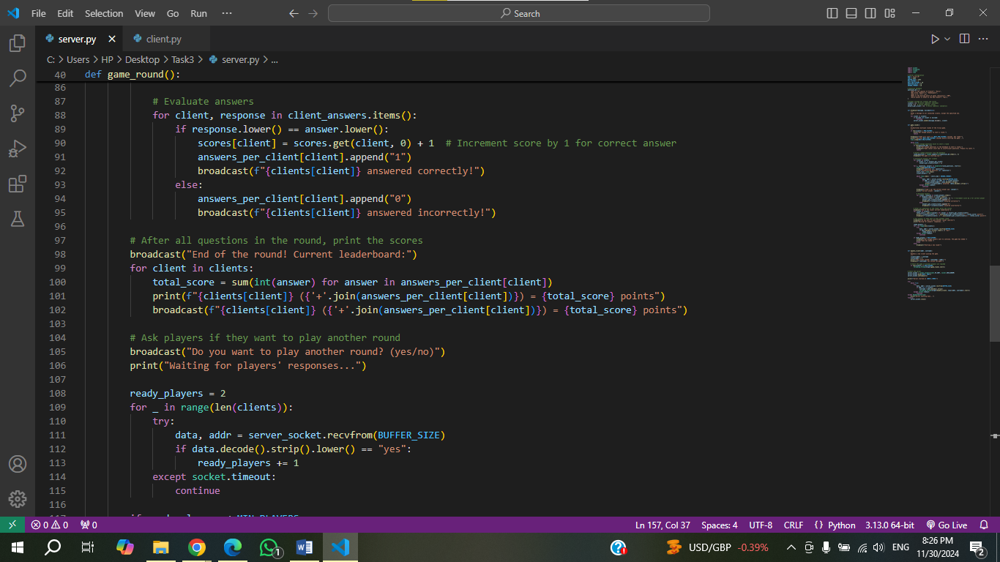 File Edit Selection View Go Run ··· Search
server.py client.py
C: > Users > HP > Desktop > Task3 > server.py > ...
40 def game_round():
86
87 # Evaluate answers
88 for client, response in client_answers.items():
89 if response.lower() == answer.lower():
90 scores[client] = scores.get(client, 0) + 1  # Increment score by 1 for correct answer
91 answers_per_client[client].append("1")
92 broadcast(f"{clients[client]} answered correctly!")
93 else:
94 answers_per_client[client].append("0")
95 broadcast(f"{clients[client]} answered incorrectly!")
96
97 # After all questions in the round, print the scores
98 broadcast("End of the round! Current leaderboard:")
99 for client in clients:
100 total_score = sum(int(answer) for answer in answers_per_client[client])
101 print(f"{clients[client]} ({'+'.join(answers_per_client[client])}) = {total_score} points")
102 broadcast(f"{clients[client]} ({'+'.join(answers_per_client[client])}) = {total_score} points")
103
104 # Ask players if they want to play another round
105 broadcast("Do you want to play another round? (yes/no)")
106 print("Waiting for players' responses...")
107
108 ready_players = 2
109 for _ in range(len(clients)):
110 try:
111 data, addr = server_socket.recvfrom(BUFFER_SIZE)
112 if data.decode().strip().lower() == "yes":
113 ready_players += 1
114 except socket.timeout:
115 continue
116
0 0 0 Ln 157, Col 37 Spaces: 4 UTF-8 CRLF {} Python 3.13.0 64-bit Go Live
1 USD/GBP -0.39% ENG 8:26 PM
11/30/2024 2